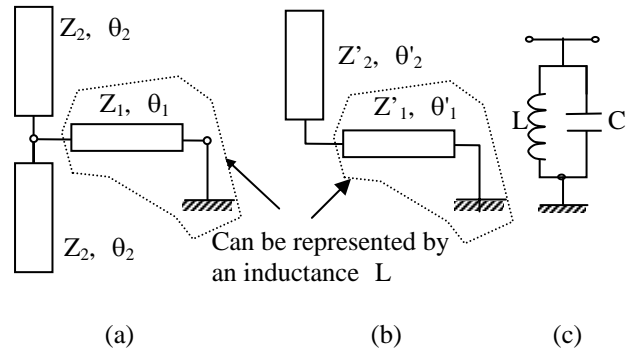 Z2, θ2
Z1, θ1
Z2, θ2
Z'2, θ'2
Z’1, θ'1
L
C
Can be represented by
an inductance L
(a)
(b)
(c)